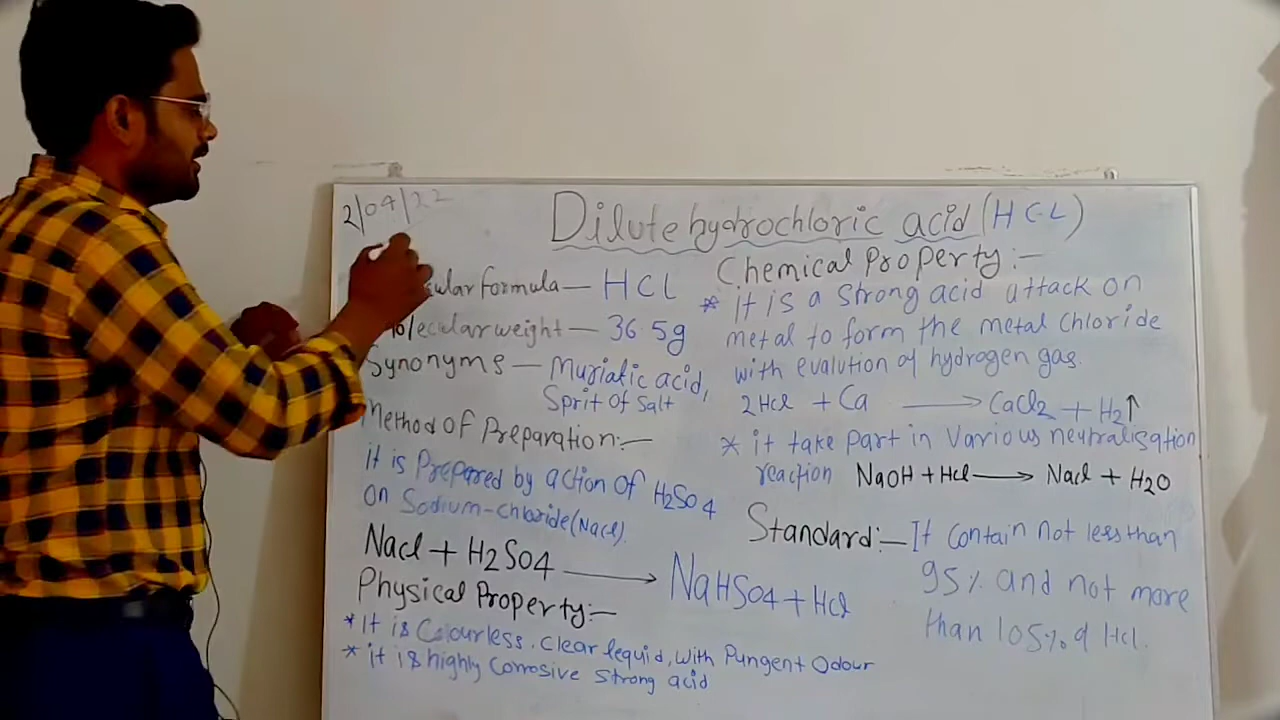 2/04/22
Dilute hydrochloric acid (HCL)
cular formula — HCL
olecular weight — 36.5g
Synonyms — Muriatic acid,
Sprit of Salt
Method of Preparation:—
it is Prepared by action of H2SO4
on Sodium-chloride (Nacl).
Nacl + H2SO4 ⟶ NaHSO4 + Hcl
Physical Property:—
* It is Colourless. clear lequid, with Pungent Odour
* it is highly Corrosive strong acid
Chemical Property:—
* it is a strong acid attack on
metal to form the metal chloride
with evalution of hydrogen gas.
2Hcl + Ca ⟶ CaCl2 + H2↑
* it take part in Various neutralisation
reaction NaOH + Hcl ⟶ Nacl + H2O
Standard:— It Contain not less than
95% and not more
than 105% of Hcl.